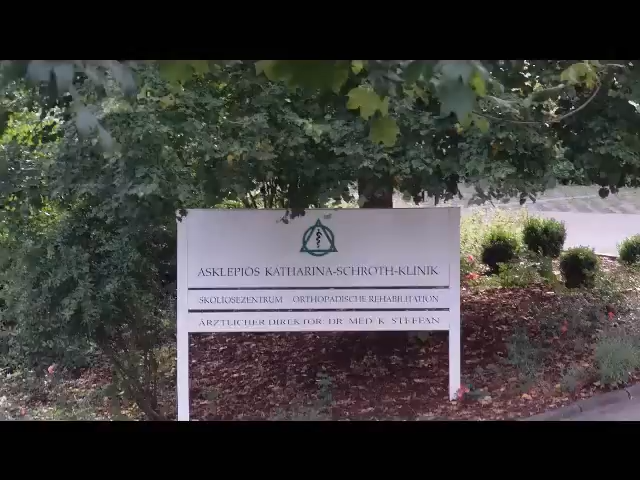 ASKLEPIOS KATHARINA-SCHROTH-KLINIK
SKOLIOSEZENTRUM ORTHOPÄDISCHE REHABILITATION
ÄRZTLICHER DIREKTOR DR. MED. K. STEFFAN